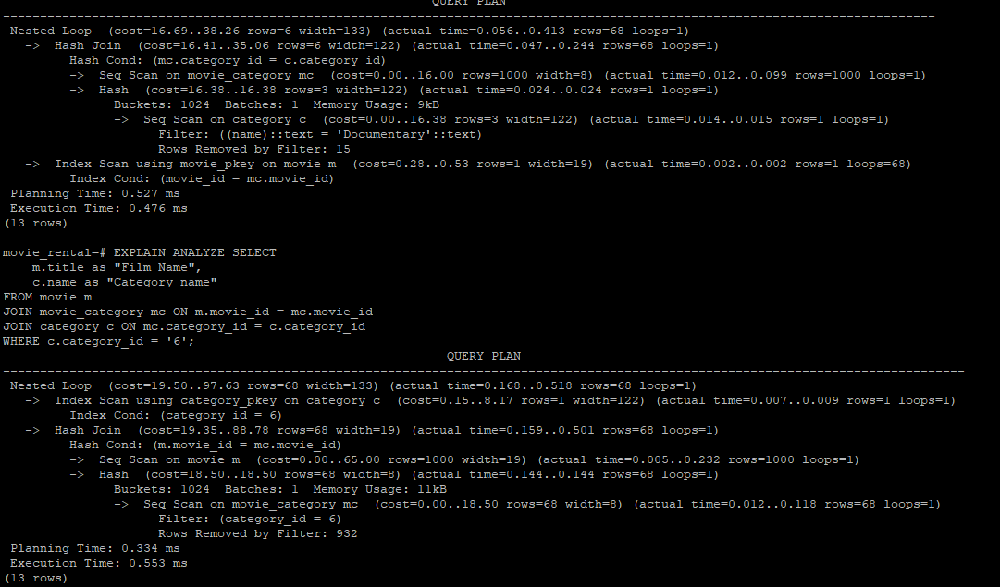 QUERY PLAN
--------------------------------------------------------------------------------------------------------------------------------
 Nested Loop  (cost=16.69..38.26 rows=6 width=133) (actual time=0.056..0.413 rows=68 loops=1)
   ->  Hash Join  (cost=16.41..35.06 rows=6 width=122) (actual time=0.047..0.244 rows=68 loops=1)
         Hash Cond: (mc.category_id = c.category_id)
         ->  Seq Scan on movie_category mc  (cost=0.00..16.00 rows=1000 width=8) (actual time=0.012..0.099 rows=1000 loops=1)
         ->  Hash  (cost=16.38..16.38 rows=3 width=122) (actual time=0.024..0.024 rows=1 loops=1)
               Buckets: 1024  Batches: 1  Memory Usage: 9kB
               ->  Seq Scan on category c  (cost=0.00..16.38 rows=3 width=122) (actual time=0.014..0.015 rows=1 loops=1)
                     Filter: ((name)::text = 'Documentary'::text)
                     Rows Removed by Filter: 15
   ->  Index Scan using movie_pkey on movie m  (cost=0.28..0.53 rows=1 width=19) (actual time=0.002..0.002 rows=1 loops=68)
         Index Cond: (movie_id = mc.movie_id)
 Planning Time: 0.527 ms
 Execution Time: 0.476 ms
(13 rows)

movie_rental=# EXPLAIN ANALYZE SELECT
    m.title as "Film Name",
    c.name as "Category name"
FROM movie m
JOIN movie_category mc ON m.movie_id = mc.movie_id
JOIN category c ON mc.category_id = c.category_id
WHERE c.category_id = '6';
QUERY PLAN
------------------------------------------------------------------------------------------------------------------------------------
 Nested Loop  (cost=19.50..97.63 rows=68 width=133) (actual time=0.168..0.518 rows=68 loops=1)
   ->  Index Scan using category_pkey on category c  (cost=0.15..8.17 rows=1 width=122) (actual time=0.007..0.009 rows=1 loops=1)
         Index Cond: (category_id = 6)
   ->  Hash Join  (cost=19.35..88.78 rows=68 width=19) (actual time=0.159..0.501 rows=68 loops=1)
         Hash Cond: (m.movie_id = mc.movie_id)
         ->  Seq Scan on movie m  (cost=0.00..65.00 rows=1000 width=19) (actual time=0.005..0.232 rows=1000 loops=1)
         ->  Hash  (cost=18.50..18.50 rows=68 width=8) (actual time=0.144..0.144 rows=68 loops=1)
               Buckets: 1024  Batches: 1  Memory Usage: 11kB
               ->  Seq Scan on movie_category mc  (cost=0.00..18.50 rows=68 width=8) (actual time=0.012..0.118 rows=68 loops=1)
                     Filter: (category_id = 6)
                     Rows Removed by Filter: 932
 Planning Time: 0.334 ms
 Execution Time: 0.553 ms
(13 rows)